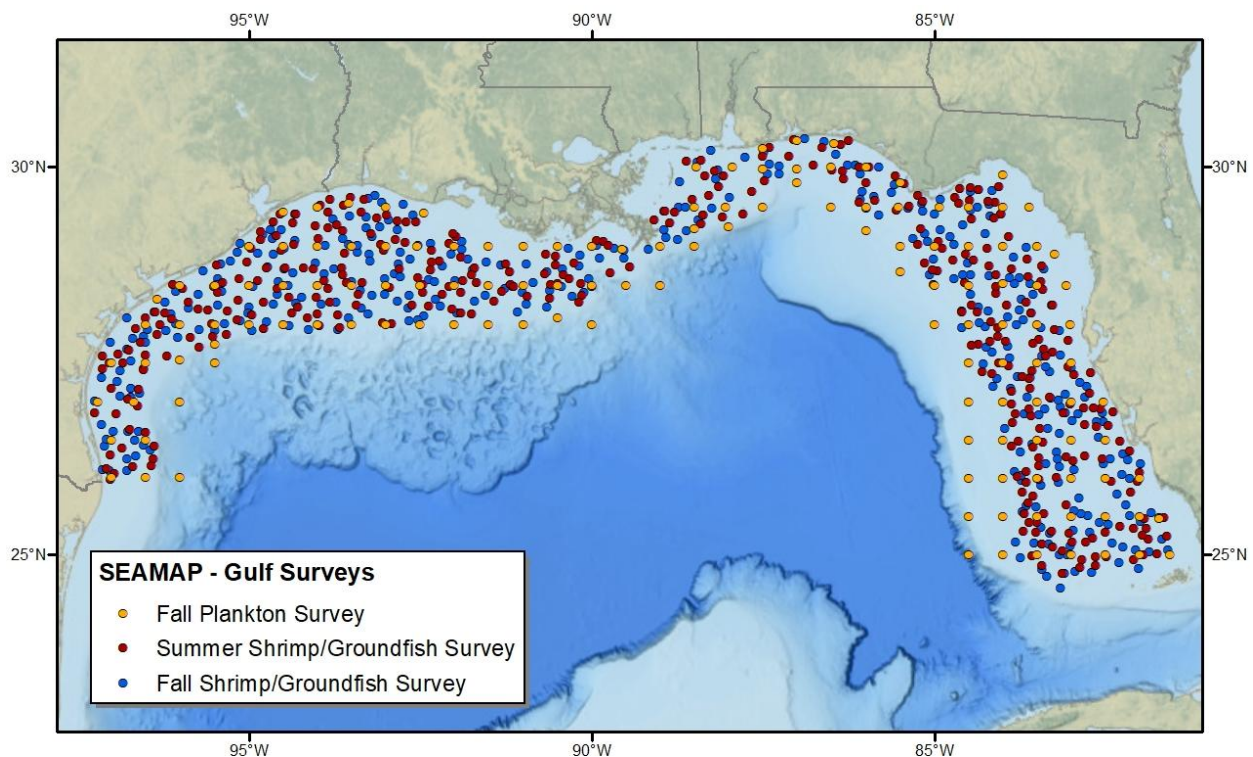 95°W 90°W 85°W
30°N 30°N
25°N 25°N
SEAMAP - Gulf Surveys
Fall Plankton Survey
Summer Shrimp/Groundfish Survey
Fall Shrimp/Groundfish Survey
95°W 90°W 85°W